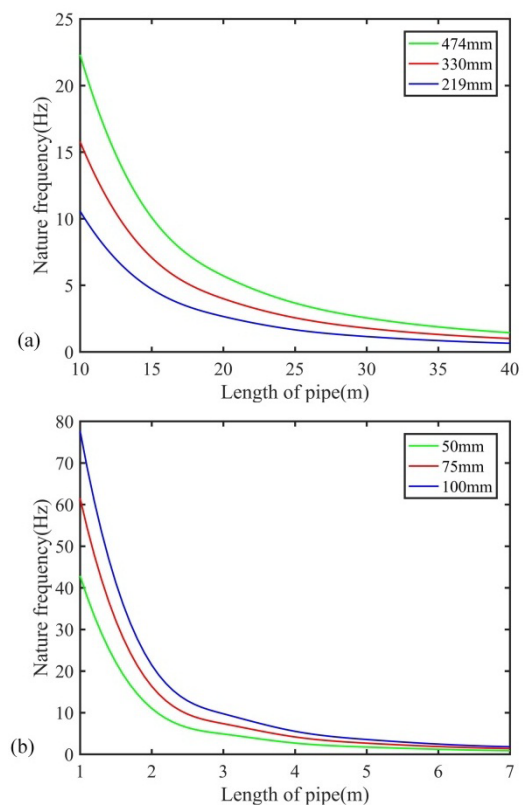 25
20
15
10
5
0
Nature frequency(Hz)
474mm
330mm
219mm
(a)
10 15 20 25 30 35 40
Length of pipe(m)
80
70
60
50
40
30
20
10
0
Nature frequency(Hz)
50mm
75mm
100mm
(b)
1 2 3 4 5 6 7
Length of pipe(m)